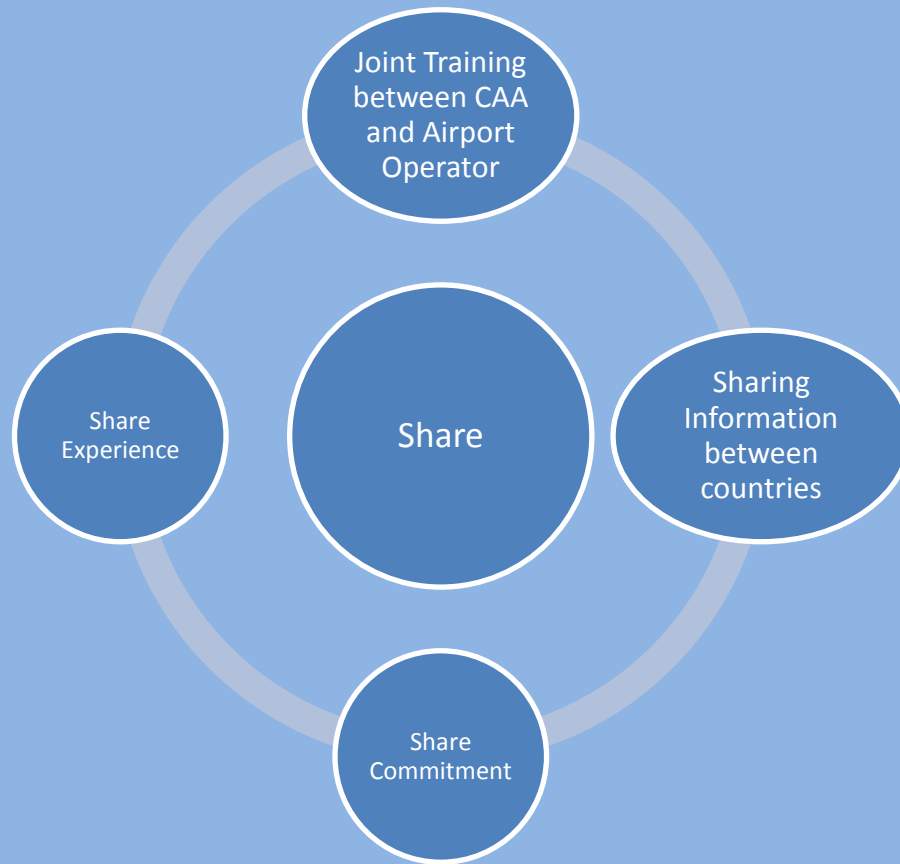 Joint Training
between CAA
and Airport
Operator
Share
Experience
Share
Sharing
Information
between
countries
Share
Commitment